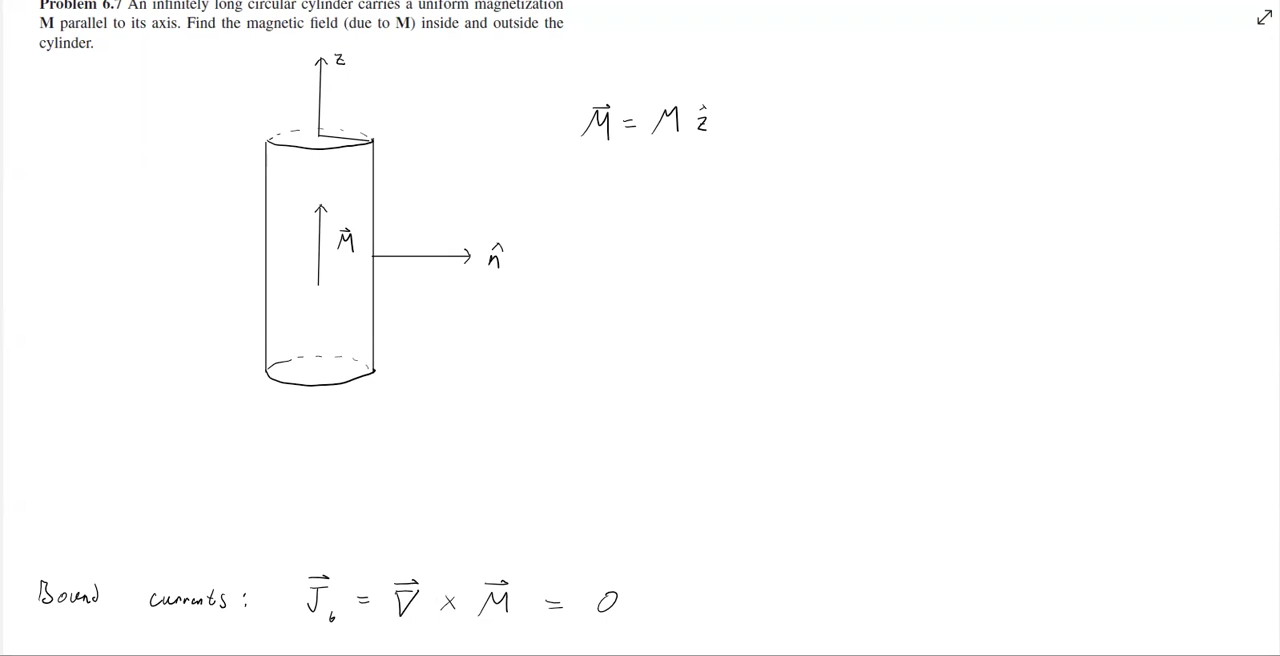 Problem 6.7 An infinitely long circular cylinder carries a uniform magnetization
M parallel to its axis. Find the magnetic field (due to M) inside and outside the
cylinder.
z
M⃗ = M ẑ
M⃗
n̂
Bound currents: J⃗_b = ∇⃗ × M⃗ = 0